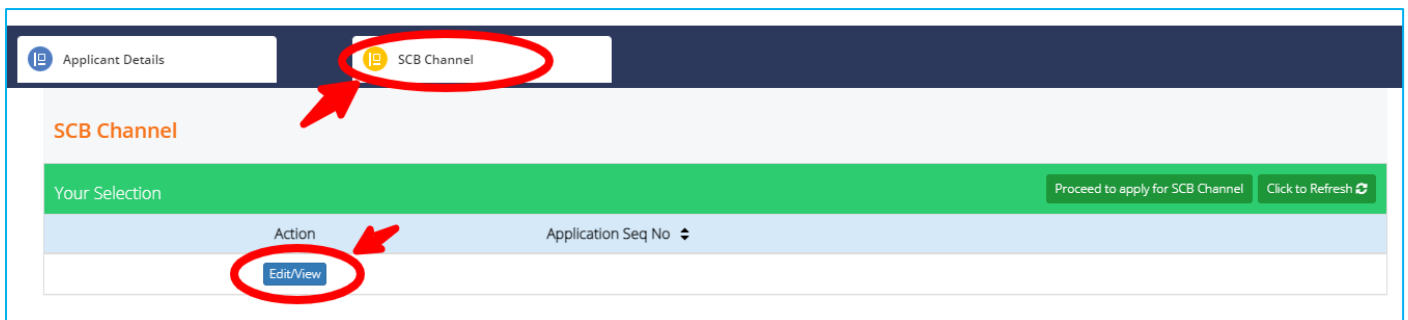 Applicant Details
SCB Channel
SCB Channel
Your Selection
Proceed to apply for SCB Channel
Click to Refresh
Action
Application Seq No
Edit/View